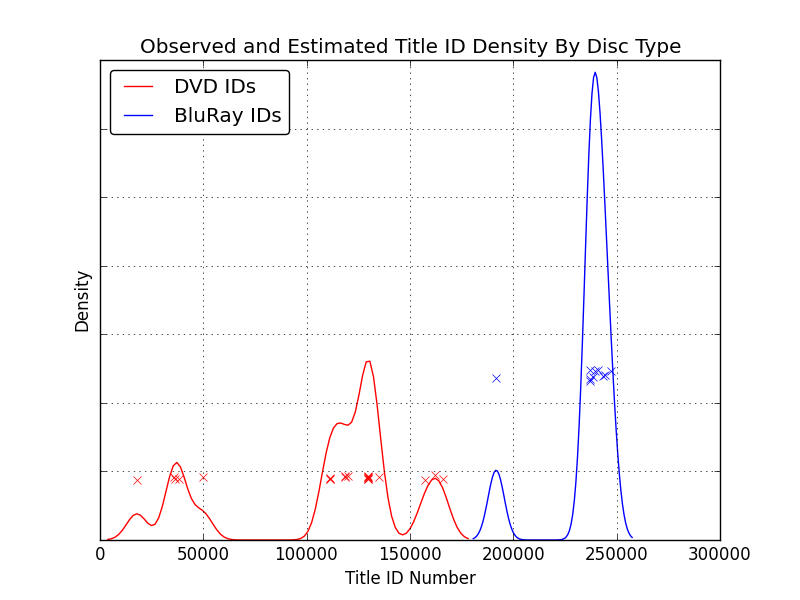 Observed and Estimated Title ID Density By Disc Type
DVD IDs
BluRay IDs
Density
0 50000 100000 150000 200000 250000 300000
Title ID Number